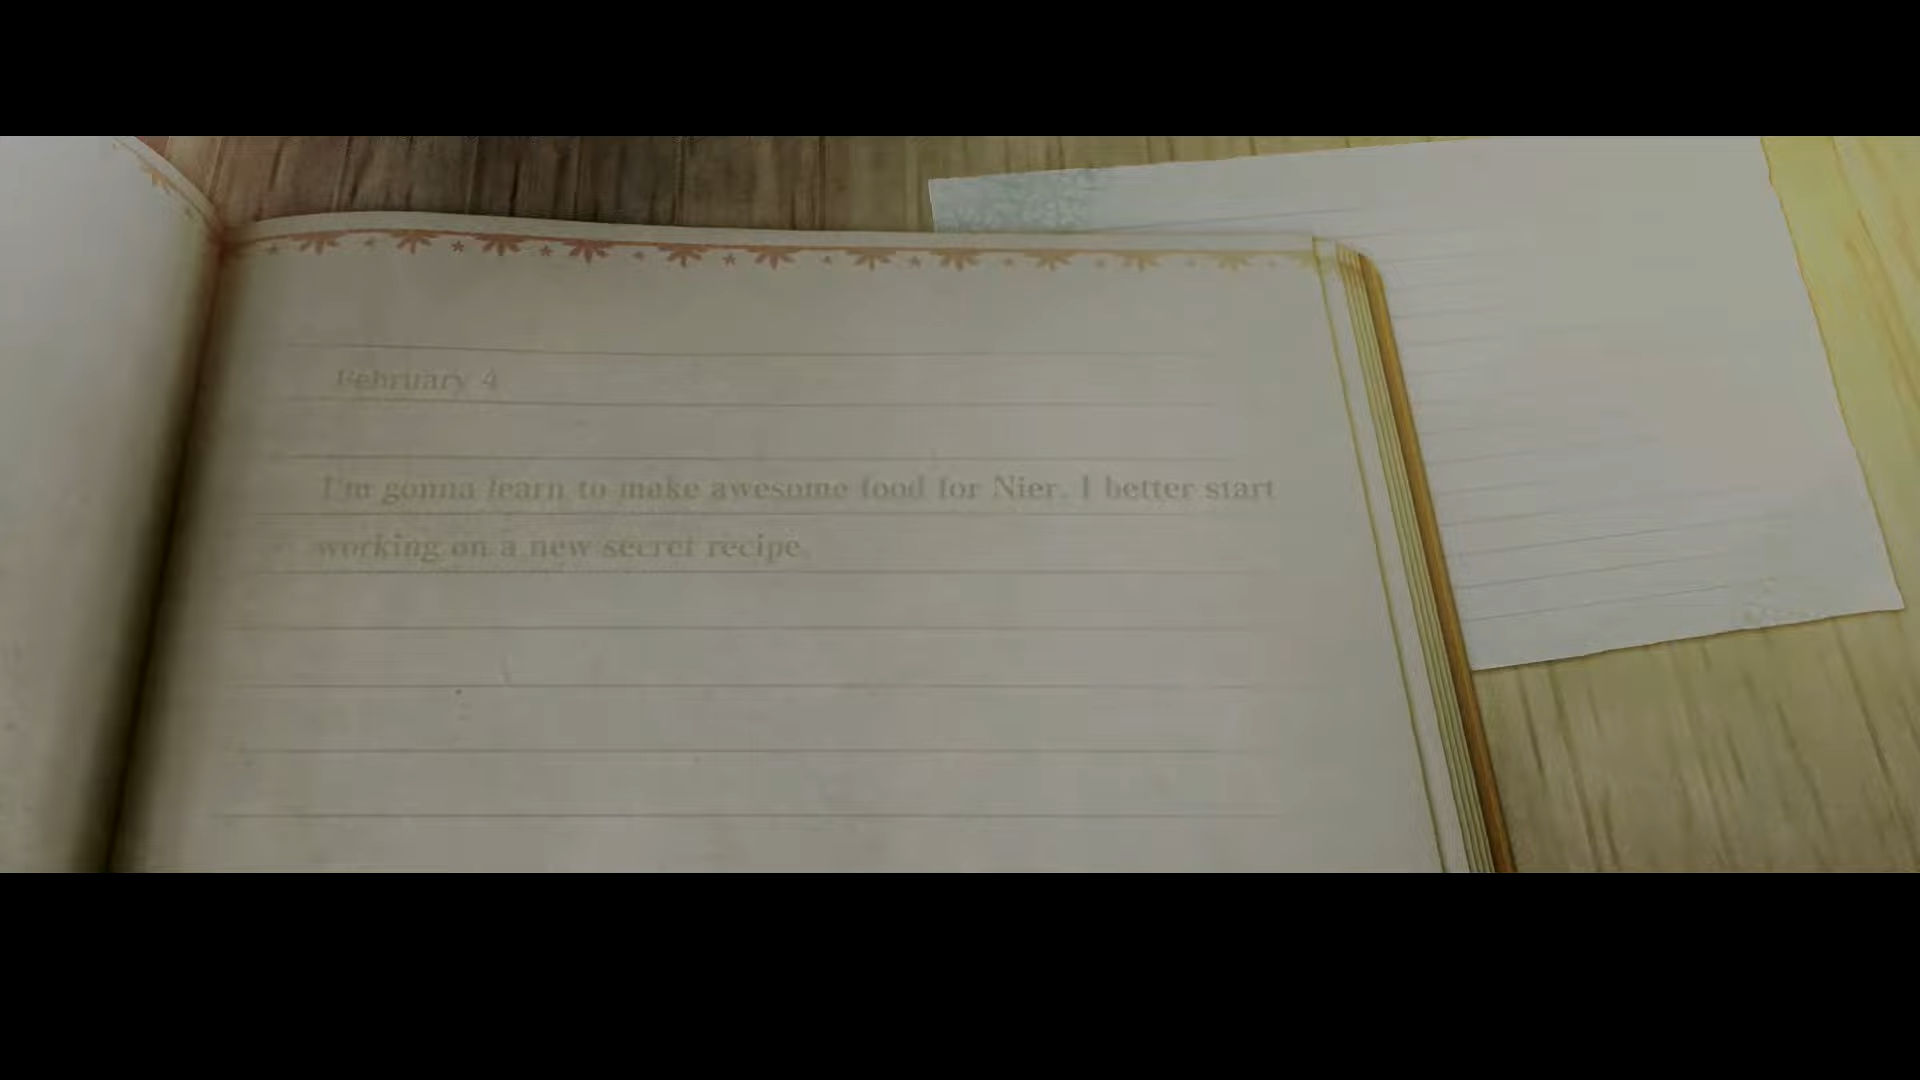 February 4
I'm gonna learn to make awesome food for Nier. I better start
working on a new secret recipe.